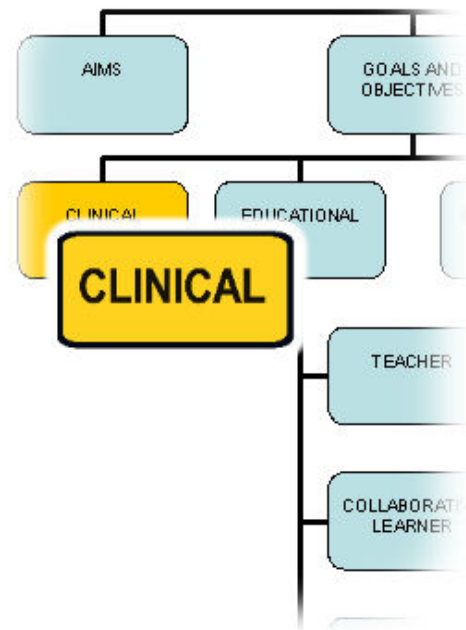 AIMS
GOALS AND
OBJECTIVES
CLINICAL
EDUCATIONAL
CLINICAL
TEACHER
LEARNER